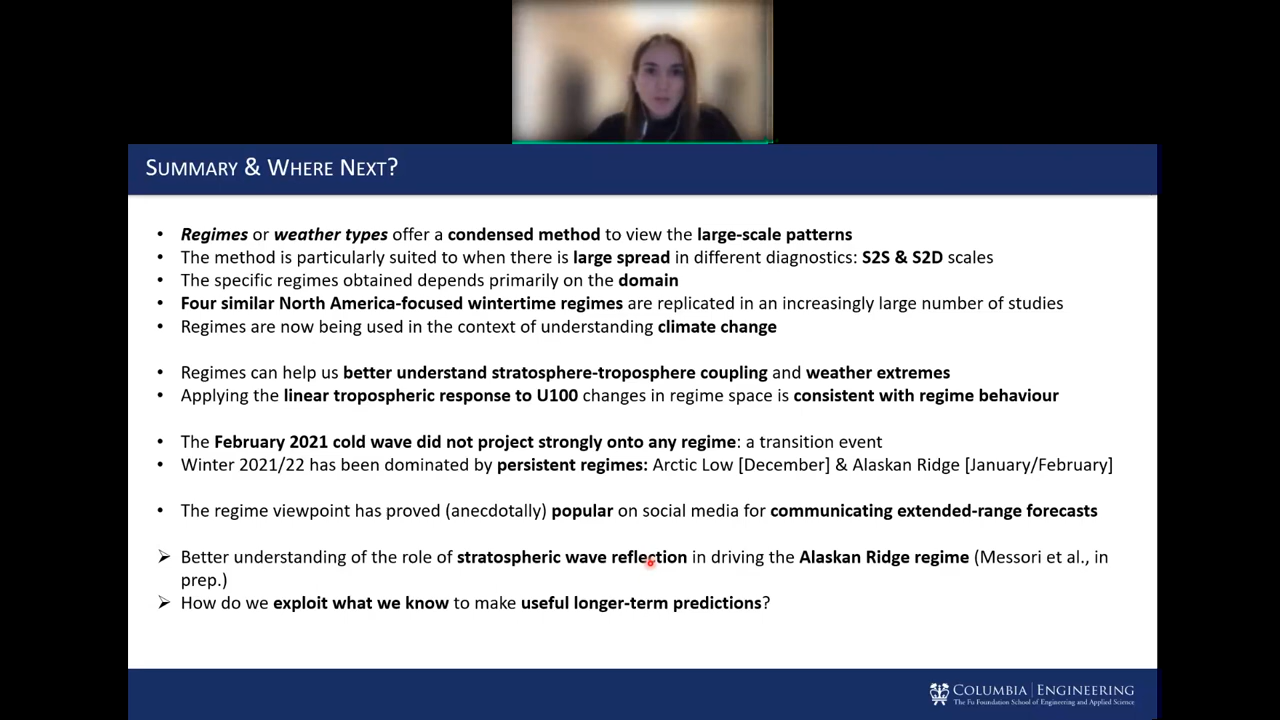 SUMMARY & WHERE NEXT?
• Regimes or weather types offer a condensed method to view the large-scale patterns
• The method is particularly suited to when there is large spread in different diagnostics: S2S & S2D scales
• The specific regimes obtained depends primarily on the domain
• Four similar North America-focused wintertime regimes are replicated in an increasingly large number of studies
• Regimes are now being used in the context of understanding climate change
• Regimes can help us better understand stratosphere-troposphere coupling and weather extremes
• Applying the linear tropospheric response to U100 changes in regime space is consistent with regime behaviour
• The February 2021 cold wave did not project strongly onto any regime: a transition event
• Winter 2021/22 has been dominated by persistent regimes: Arctic Low [December] & Alaskan Ridge [January/February]
• The regime viewpoint has proved (anecdotally) popular on social media for communicating extended-range forecasts
➢ Better understanding of the role of stratospheric wave reflection in driving the Alaskan Ridge regime (Messori et al., in
prep.)
➢ How do we exploit what we know to make useful longer-term predictions?
COLUMBIA | ENGINEERING
The Fu Foundation School of Engineering and Applied Science